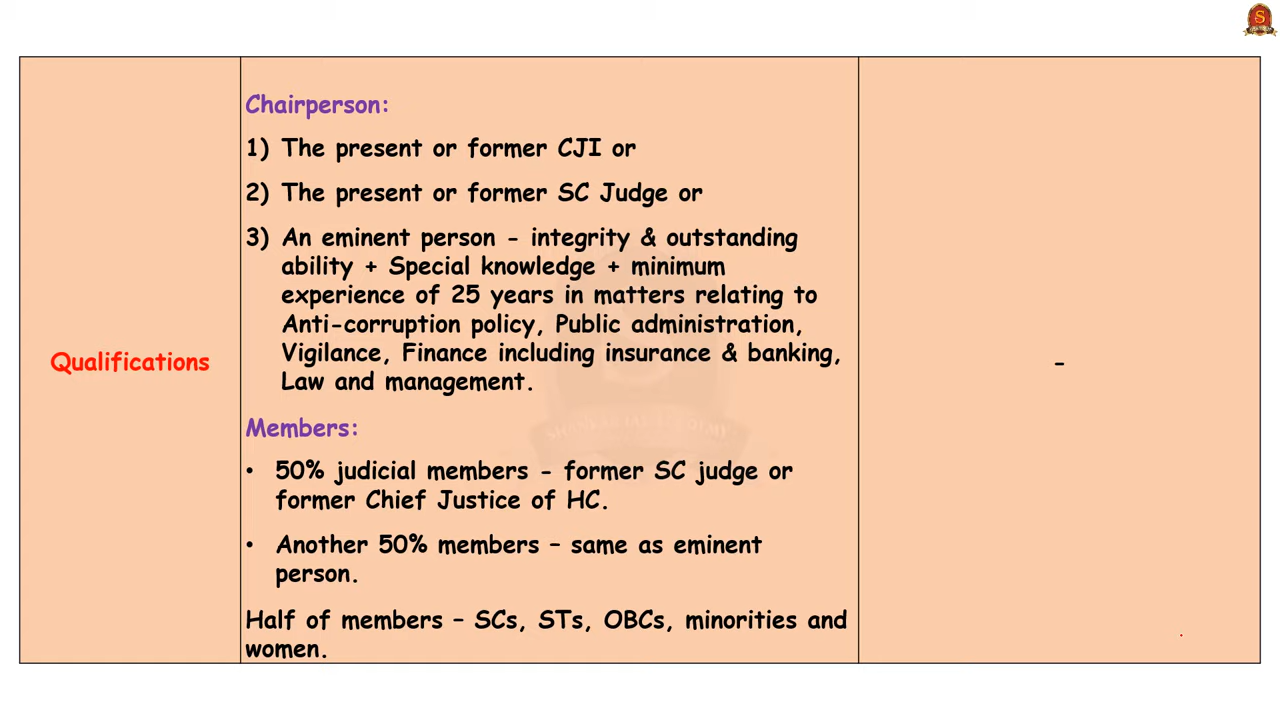 Chairperson:
1) The present or former CJI or
2) The present or former SC Judge or
3) An eminent person - integrity & outstanding
ability + Special knowledge + minimum
experience of 25 years in matters relating to
Anti-corruption policy, Public administration,
Vigilance, Finance including insurance & banking,
Law and management.
Qualifications
-
Members:
• 50% judicial members - former SC judge or
former Chief Justice of HC.
• Another 50% members – same as eminent
person.
Half of members – SCs, STs, OBCs, minorities and
women.